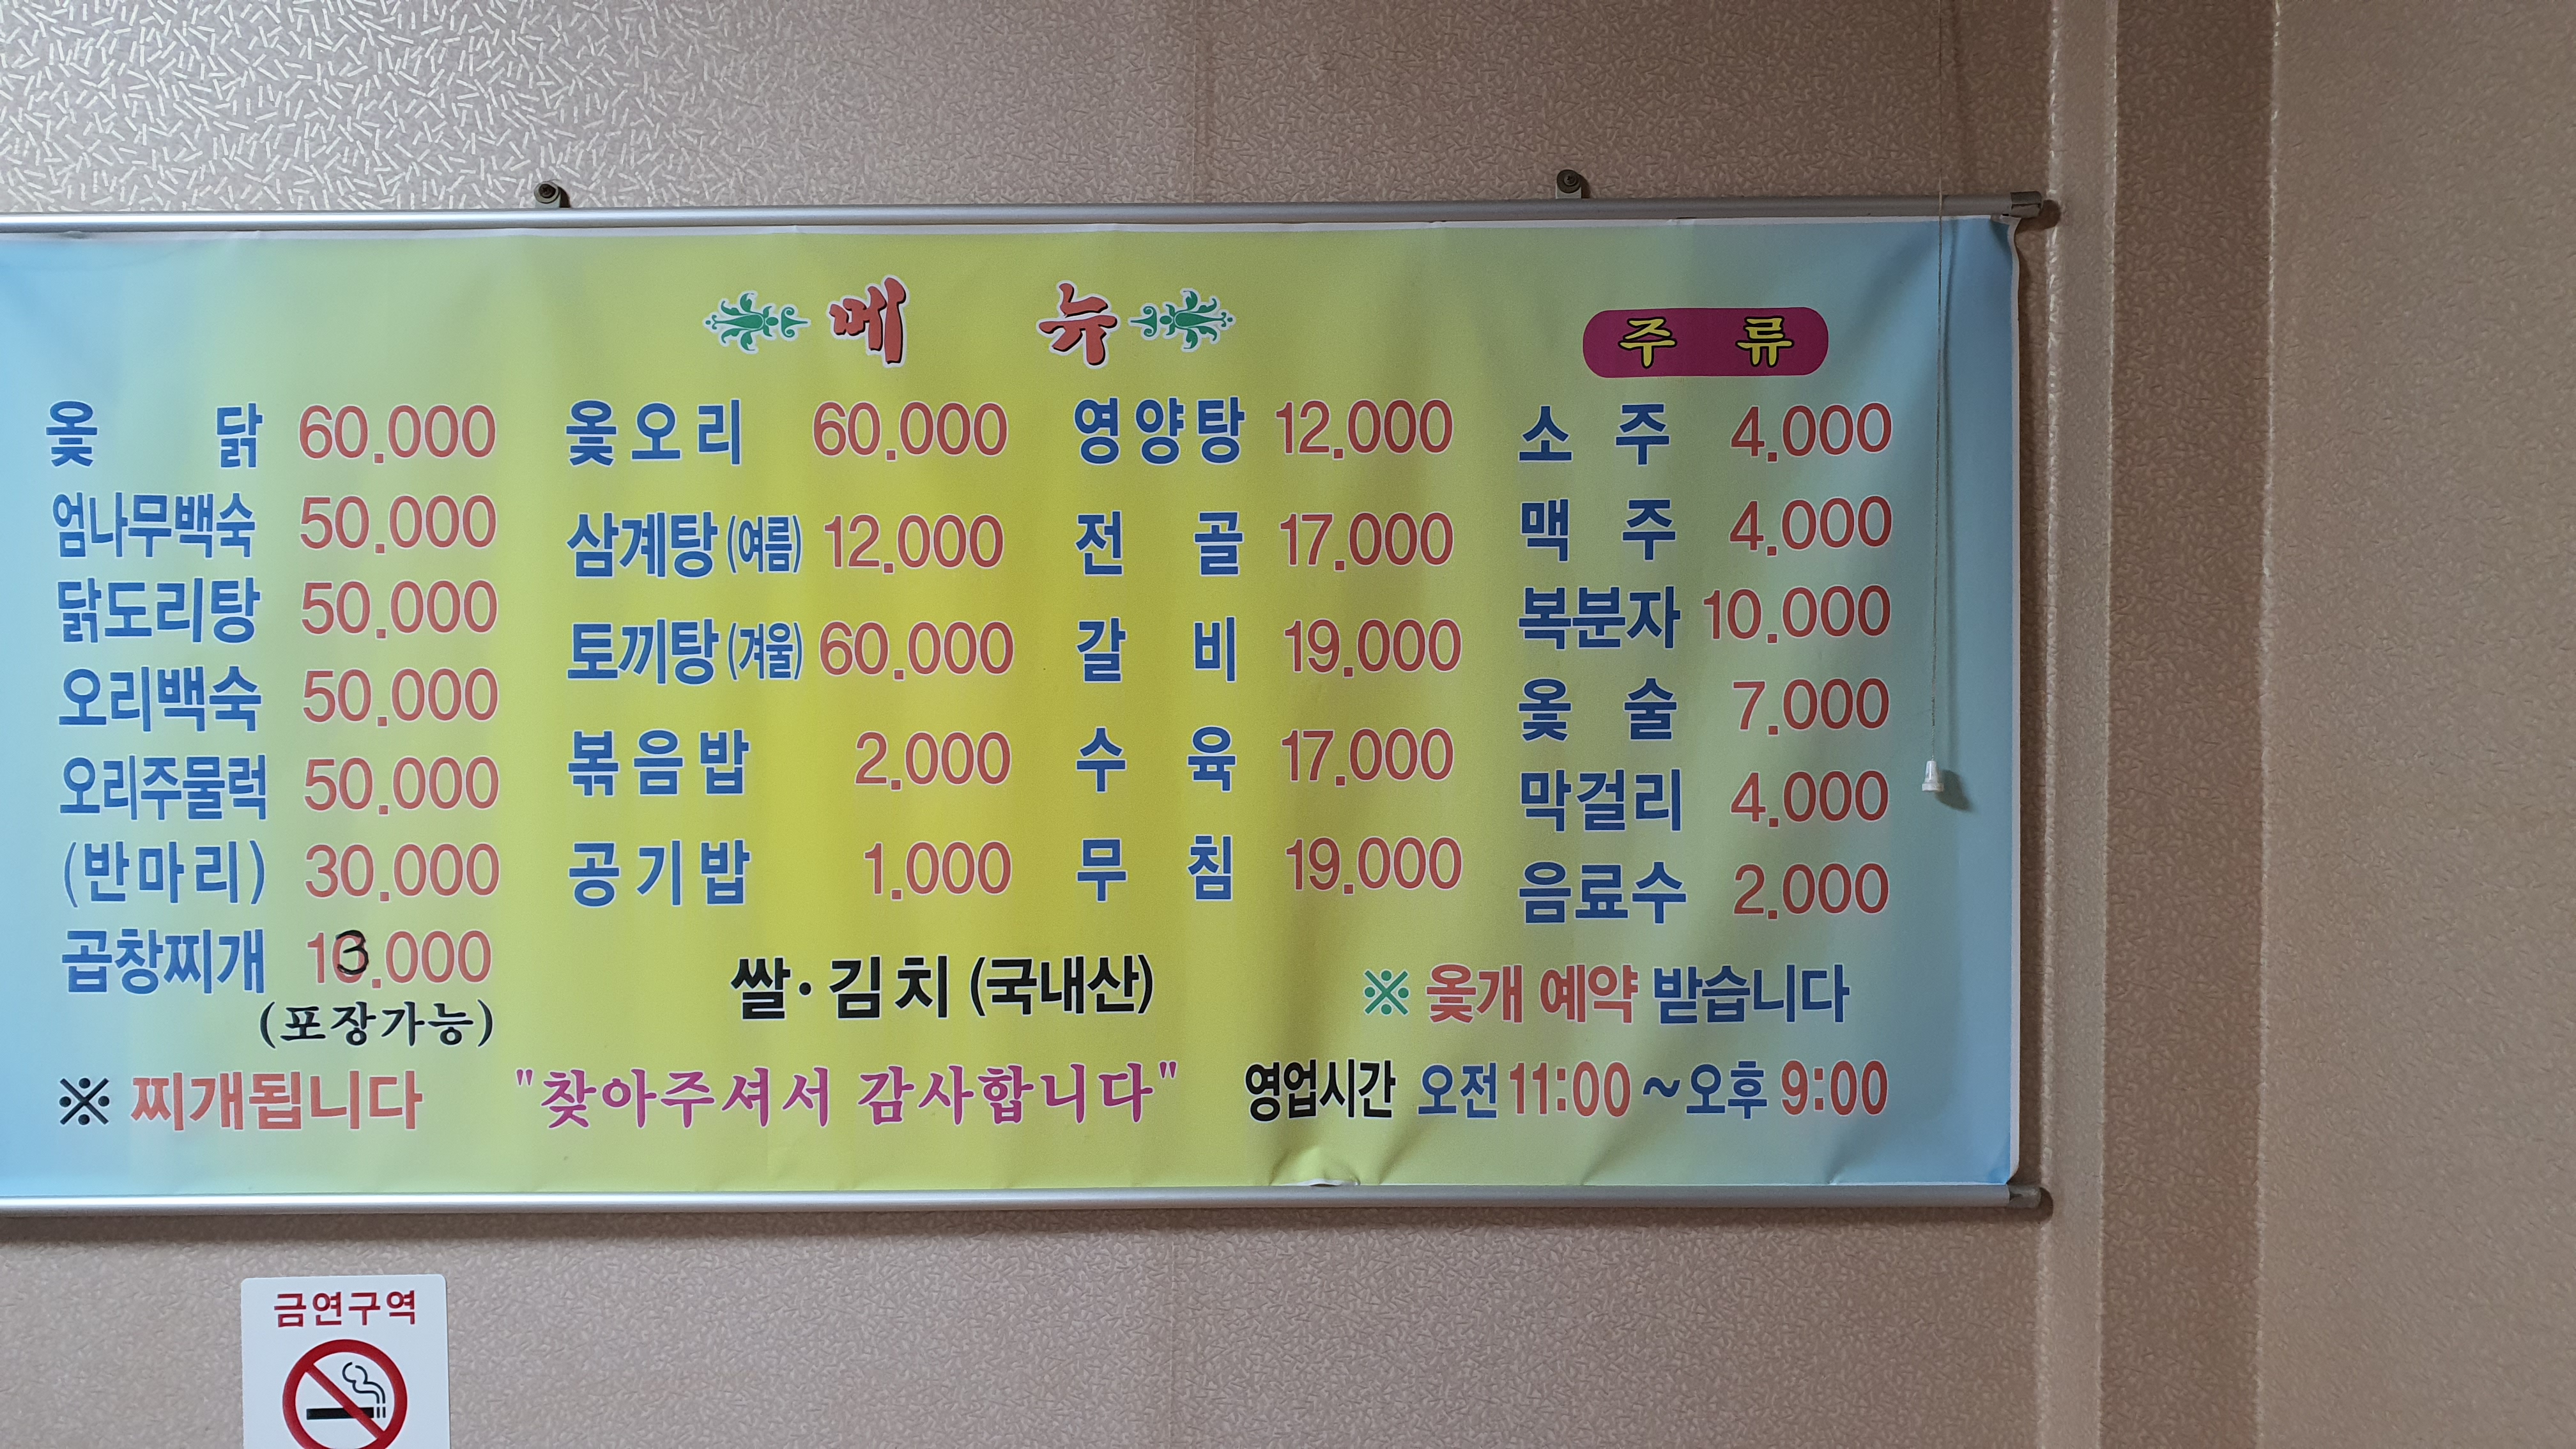 메 뉴
옻 닭 60.000
엄나무백숙 50.000
닭도리탕 50.000
오리백숙 50.000
오리주물럭 50.000
(반마리) 30.000
곱창찌개 13.000
(포장가능)
※ 찌개됩니다
옻오리 60.000
삼계탕(여름) 12.000
토끼탕(겨울) 60.000
볶음밥 2.000
공기밥 1.000
영양탕 12.000
전 골 17.000
갈 비 19.000
수 육 17.000
무 침 19.000
쌀·김치 (국내산)
"찾아주셔서 감사합니다"
주 류
소 주 4.000
맥 주 4.000
복분자 10.000
옻 술 7.000
막걸리 4.000
음료수 2.000
※ 옻개 예약 받습니다
영업시간 오전 11:00 ~ 오후 9:00
금연구역